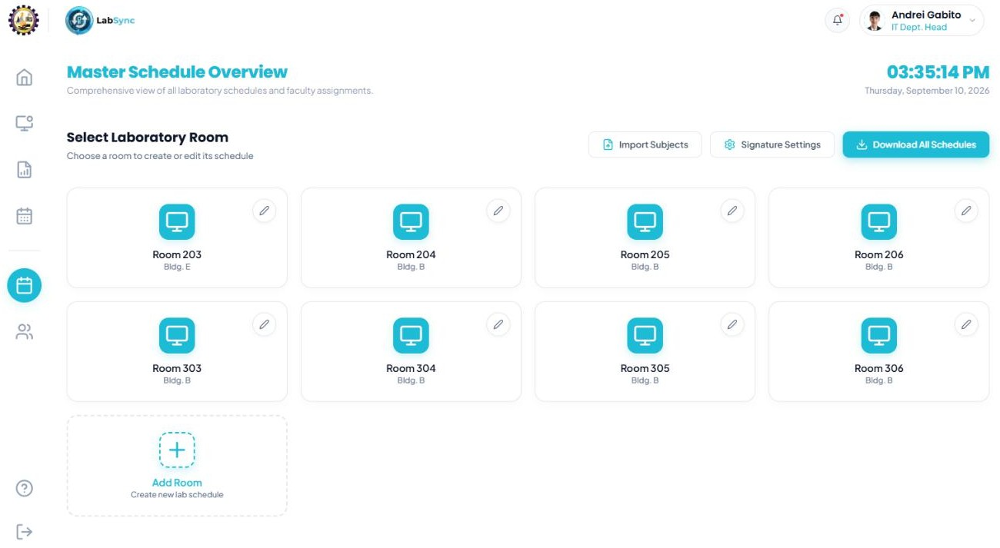 LabSync
Andrei Gabito
IT Dept. Head
Master Schedule Overview
Comprehensive view of all laboratory schedules and faculty assignments.
03:35:14 PM
Thursday, September 10, 2026
Select Laboratory Room
Choose a room to create or edit its schedule
Import Subjects
Signature Settings
Download All Schedules
Room 203
Bldg. E
Room 204
Bldg. B
Room 205
Bldg. B
Room 206
Bldg. B
Room 303
Bldg. B
Room 304
Bldg. B
Room 305
Bldg. B
Room 306
Bldg. B
Add Room
Create new lab schedule